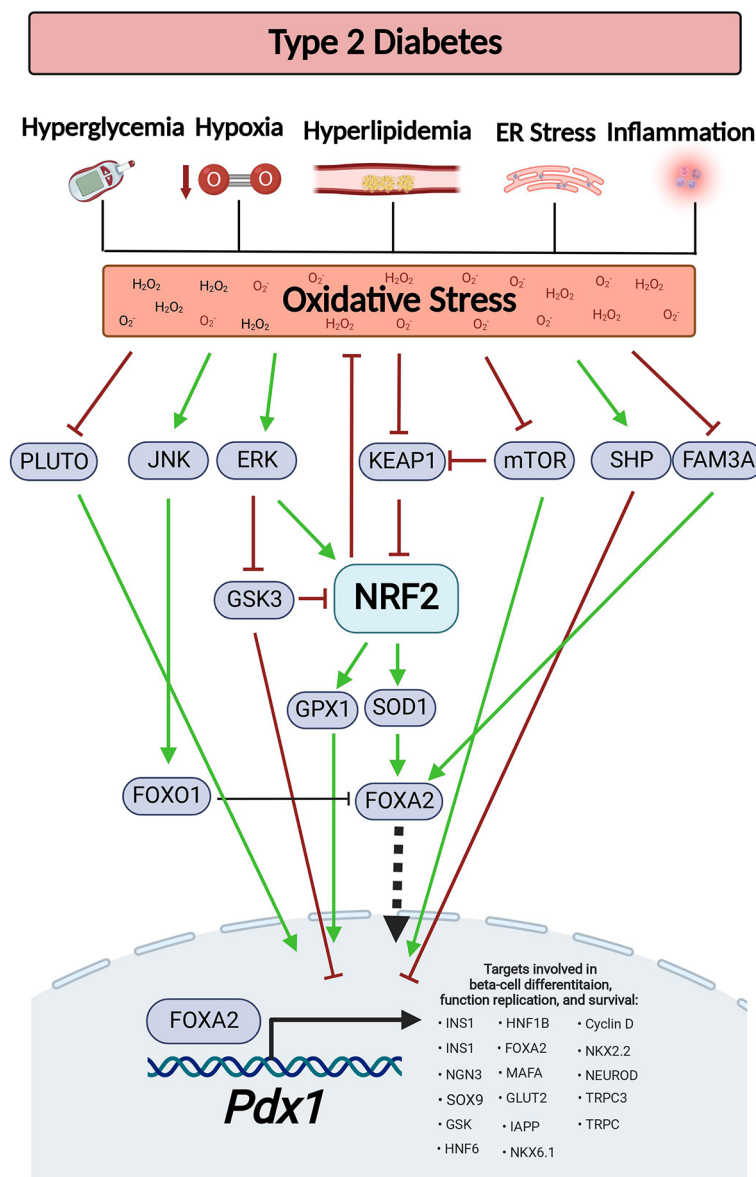 Type 2 Diabetes
Hyperglycemia Hypoxia Hyperlipidemia ER Stress Inflammation
O O
H₂O₂ H₂O₂ O₂⁻ O₂⁻ H₂O₂ O₂⁻ O₂⁻ O₂⁻ H₂O₂
H₂O₂ Oxidative Stress H₂O₂
O₂⁻ O₂⁻ H₂O₂ H₂O₂ O₂⁻ O₂⁻ O₂⁻ H₂O₂ O₂⁻
PLUTO JNK ERK KEAP1 mTOR SHP FAM3A
GSK3 NRF2
GPX1 SOD1
FOXO1 FOXA2
Targets involved in
beta-cell differentitaion,
function replication, and survival:
• INS1 • HNF1B • Cyclin D
• INS1 • FOXA2 • NKX2.2
• NGN3 • MAFA • NEUROD
• SOX9 • GLUT2 • TRPC3
• GSK • IAPP • TRPC
• HNF6 • NKX6.1
FOXA2
Pdx1